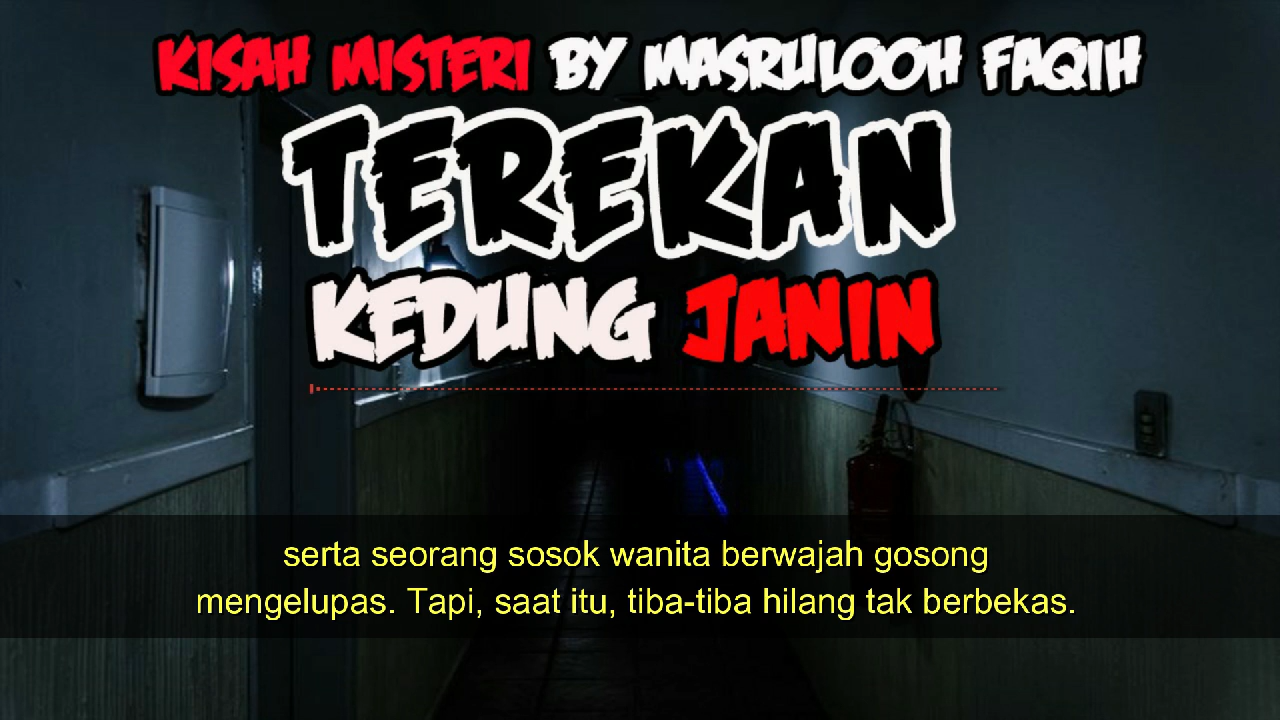 KISAH MISTERI BY MASRULOOH FAQIH
TEREKAN
KEDUNG JANIN
serta seorang sosok wanita berwajah gosong
mengelupas. Tapi, saat itu, tiba-tiba hilang tak berbekas.